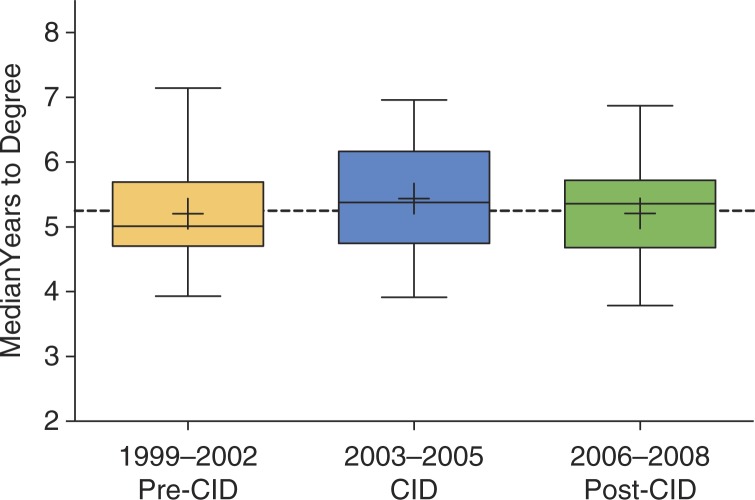 MedianYears to Degree
8
7
6
5
4
3
2
1999–2002
Pre-CID
2003–2005
CID
2006–2008
Post-CID